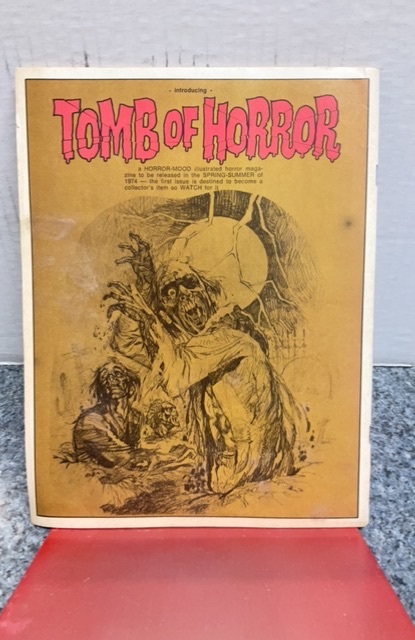 - introducing -
TOMB OF HORROR
a HORROR-MOOD illustrated horror maga-
zine to be released in the SPRING-SUMMER of
1974 — the first issue is destined to become a
collector's item so WATCH for it